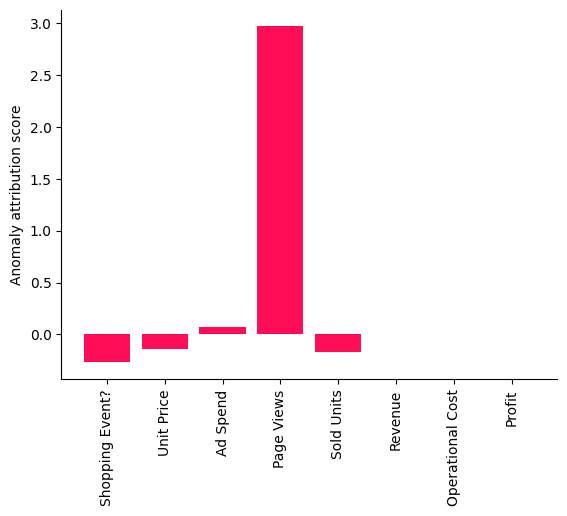 Anomaly attribution score
3.0
2.5
2.0
1.5
1.0
0.5
0.0
Shopping Event?
Unit Price
Ad Spend
Page Views
Sold Units
Revenue
Operational Cost
Profit